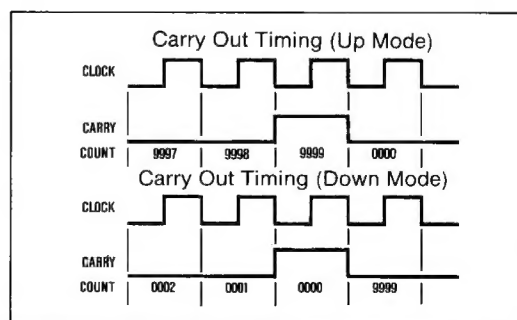 Carry Out Timing (Up Mode)
CLOCK
CARRY
COUNT 9997 9998 9999 0000
Carry Out Timing (Down Mode)
CLOCK
CARRY
COUNT 0002 0001 0000 9999